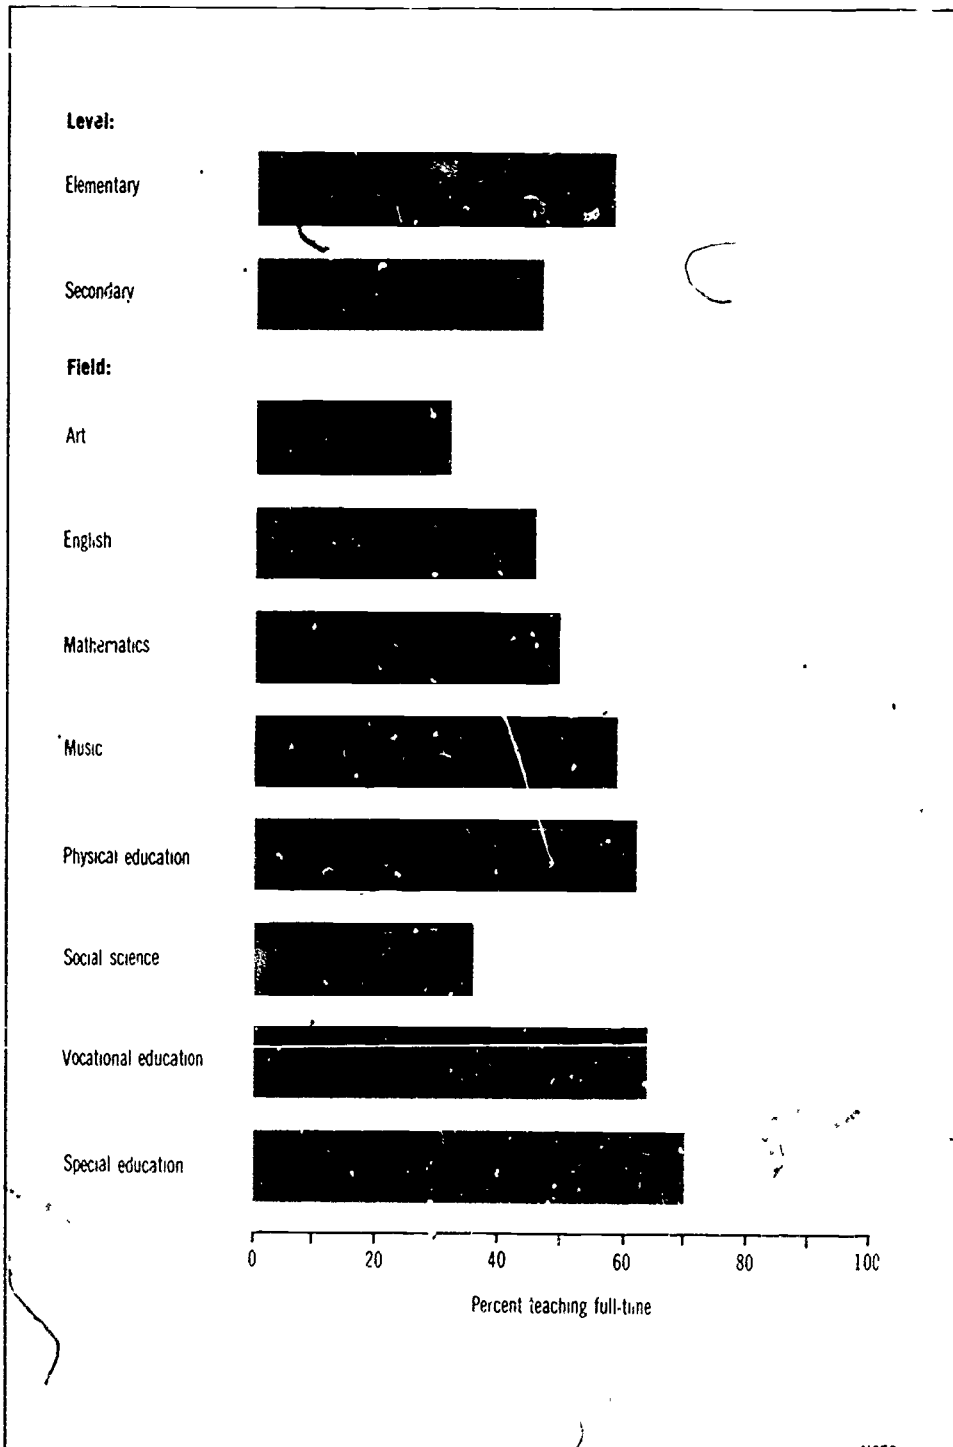 Level:
Elementary
Secondary
Field:
Art
English
Mathematics
Music
Physical education
Social science
Vocational education
Special education
0 20 40 60 80 100
Percent teaching full-time